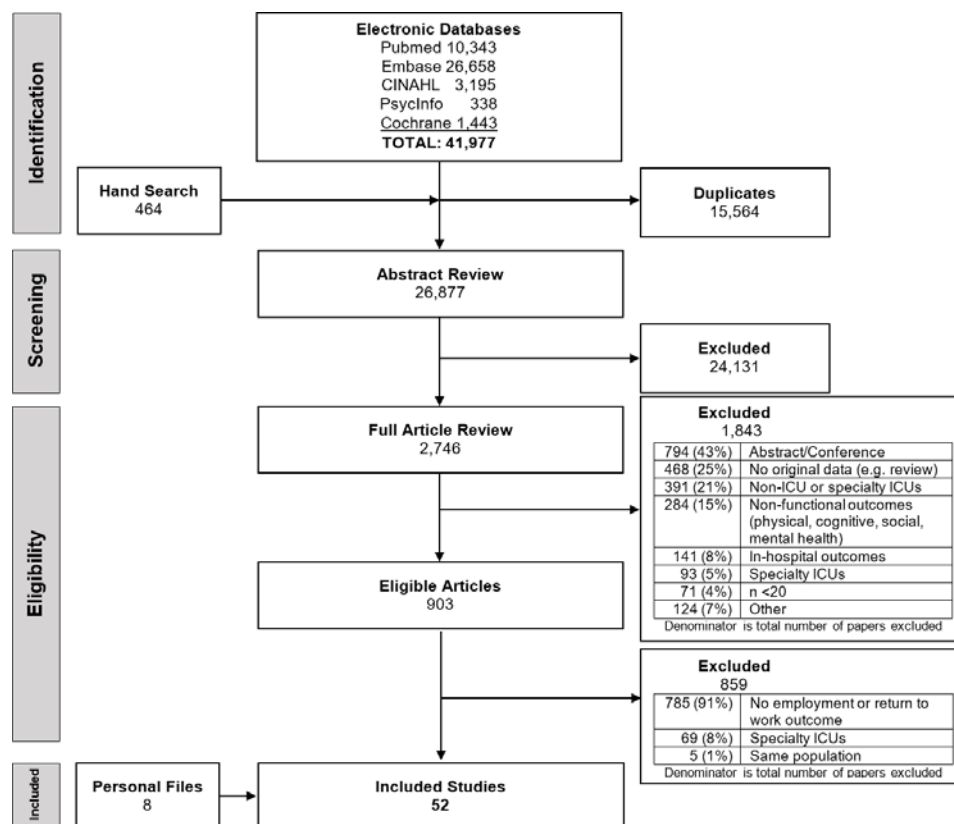 Identification
Electronic Databases
Pubmed 10,343
Embase 26,658
CINAHL 3,195
PsycInfo 338
Cochrane 1,443
TOTAL: 41,977
Hand Search
464
Duplicates
15,564
Screening
Abstract Review
26,877
Excluded
24,131
Eligibility
Full Article Review
2,746
Excluded
1,843
794 (43%) Abstract/Conference
468 (25%) No original data (e.g. review)
391 (21%) Non-ICU or specialty ICUs
284 (15%) Non-functional outcomes
(physical, cognitive, social,
mental health)
141 (8%) In-hospital outcomes
93 (5%) Specialty ICUs
71 (4%) n <20
124 (7%) Other
Denominator is total number of papers excluded
Eligible Articles
903
Excluded
859
785 (91%) No employment or return to
work outcome
69 (8%) Specialty ICUs
5 (1%) Same population
Denominator is total number of papers excluded
Included
Personal Files
8
Included Studies
52